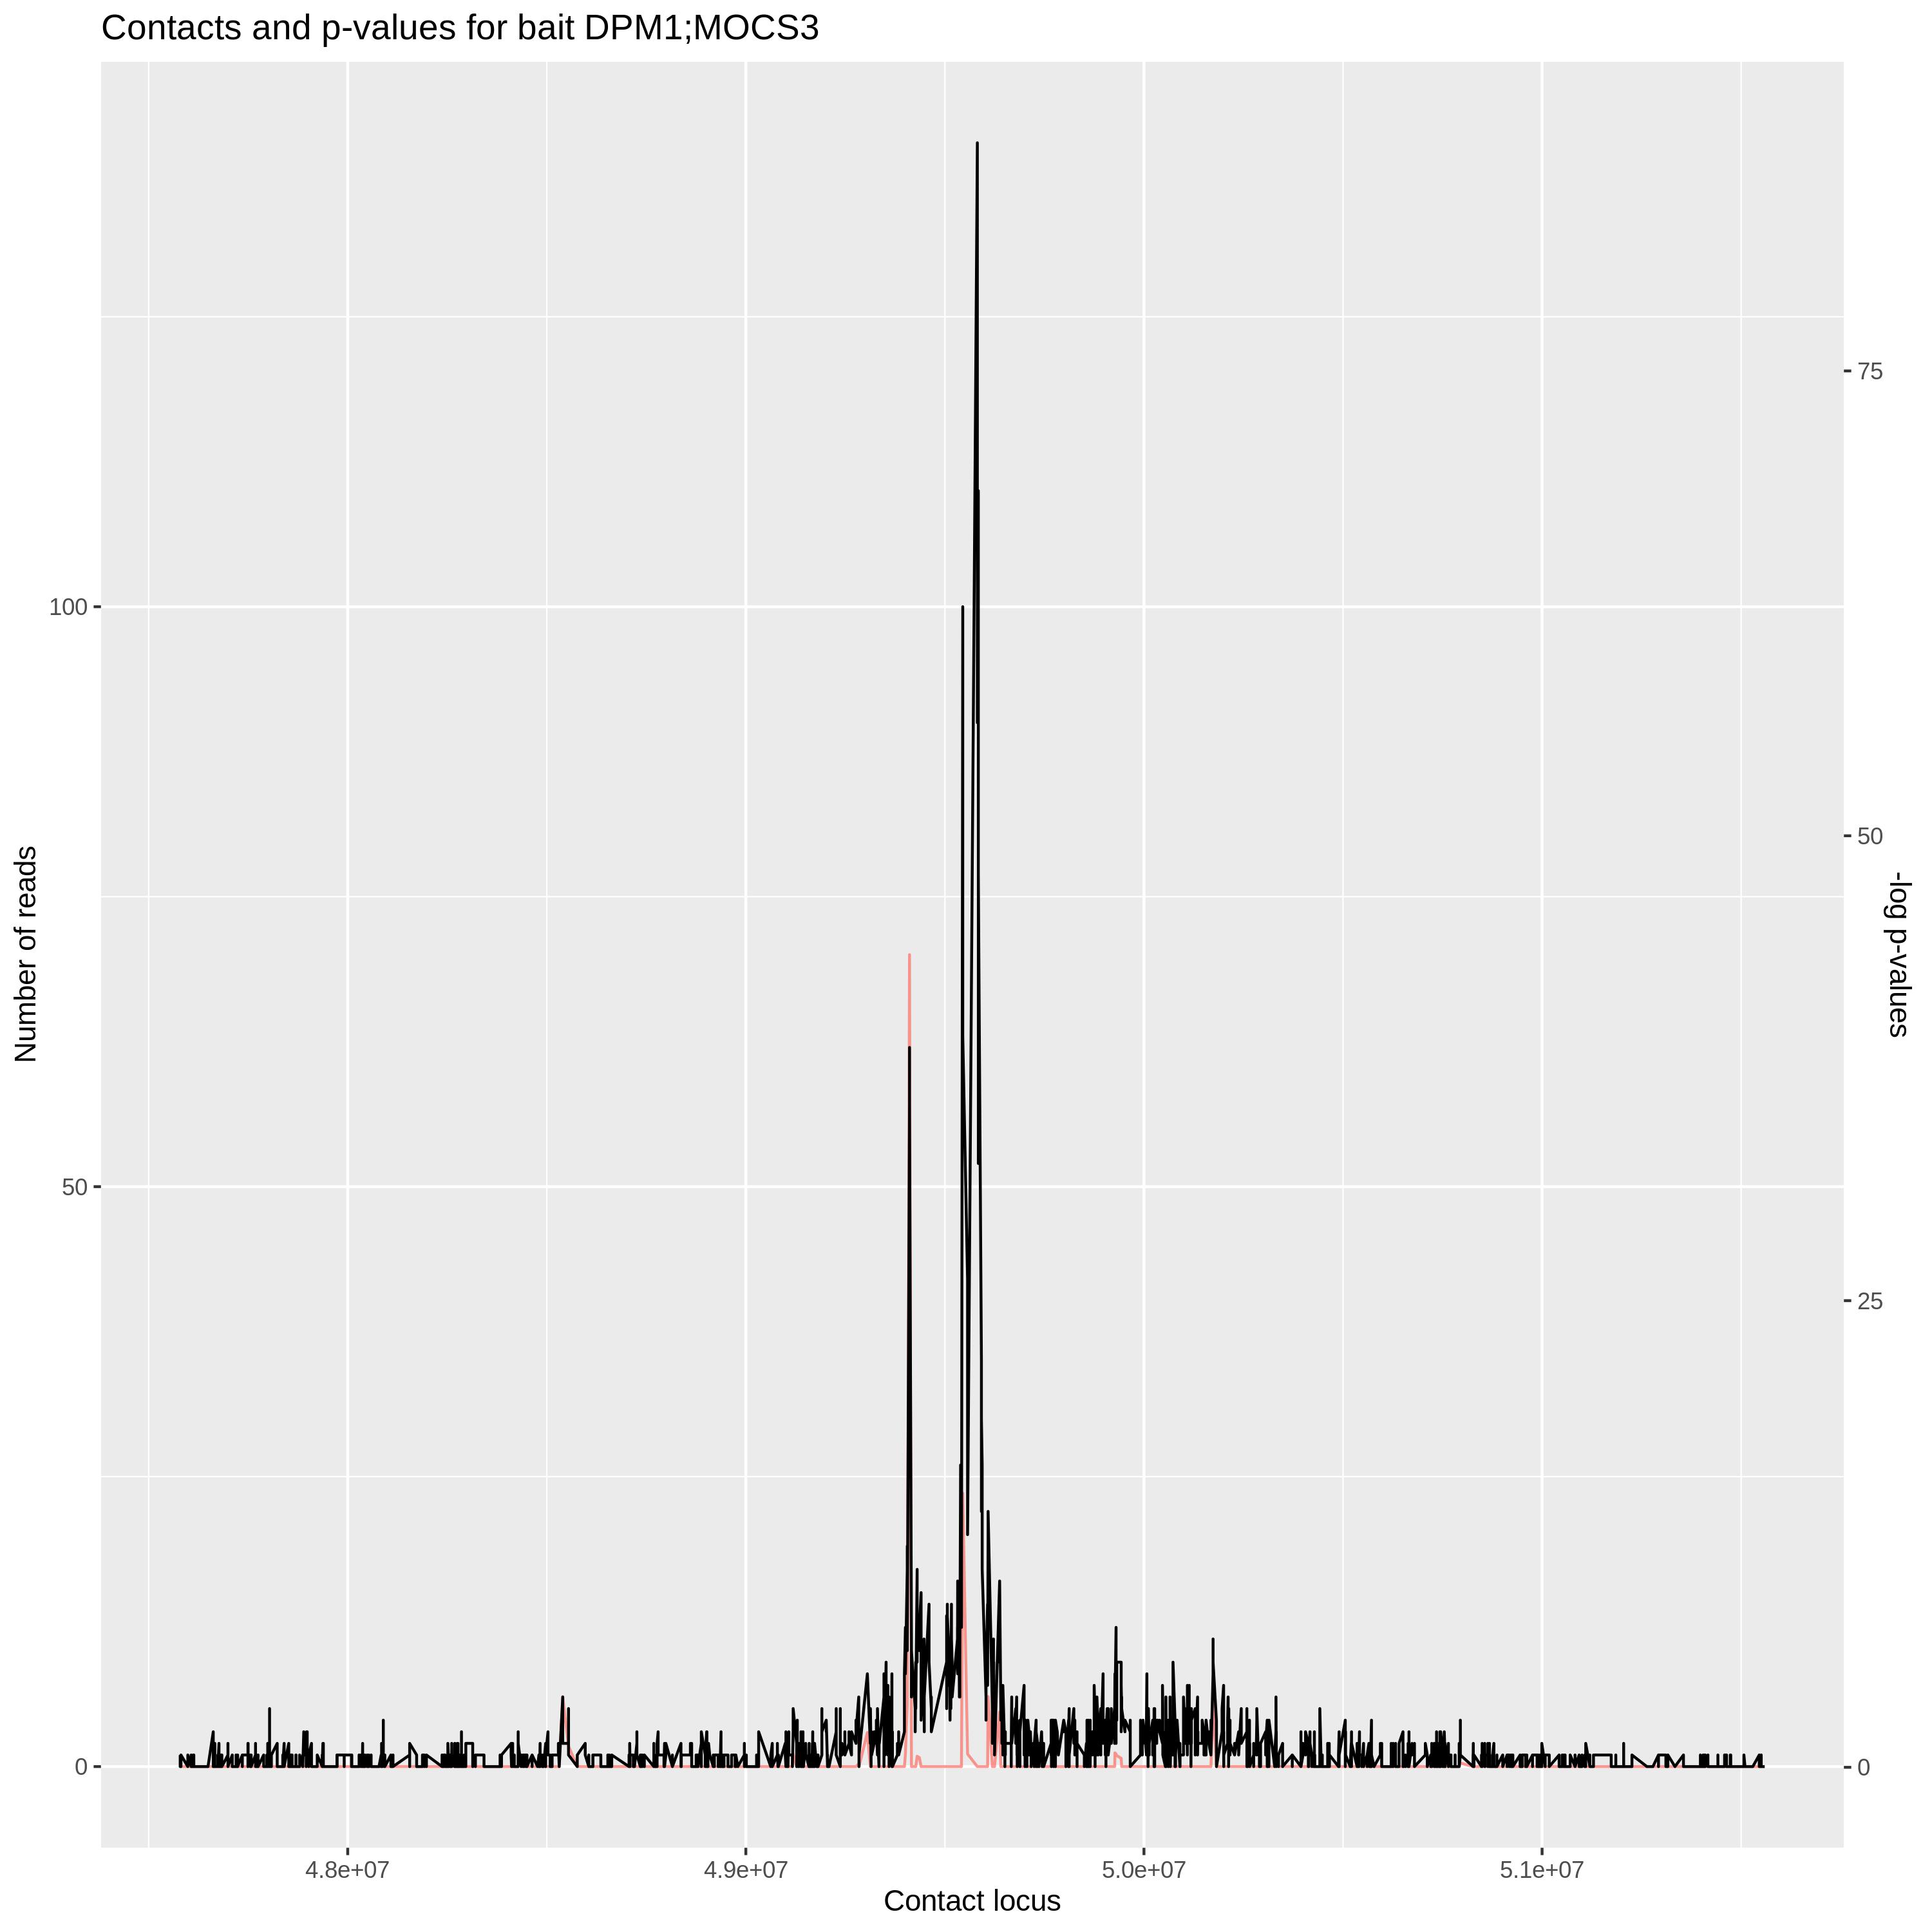 Contacts and p-values for bait DPM1;MOCS3
Number of reads
100
50
0
75
50
25
0
-log p-values
4.8e+07
4.9e+07
5.0e+07
5.1e+07
Contact locus